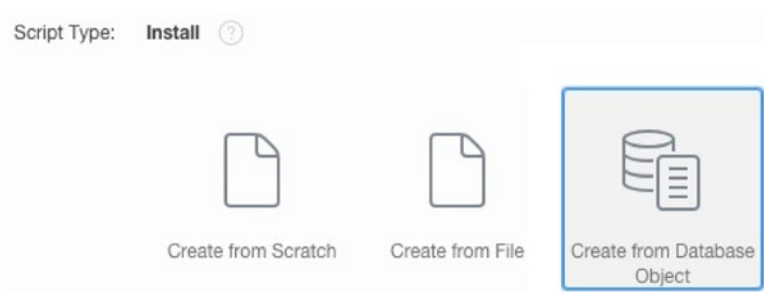 Script Type: Install ?
Create from Scratch
Create from File
Create from Database
Object